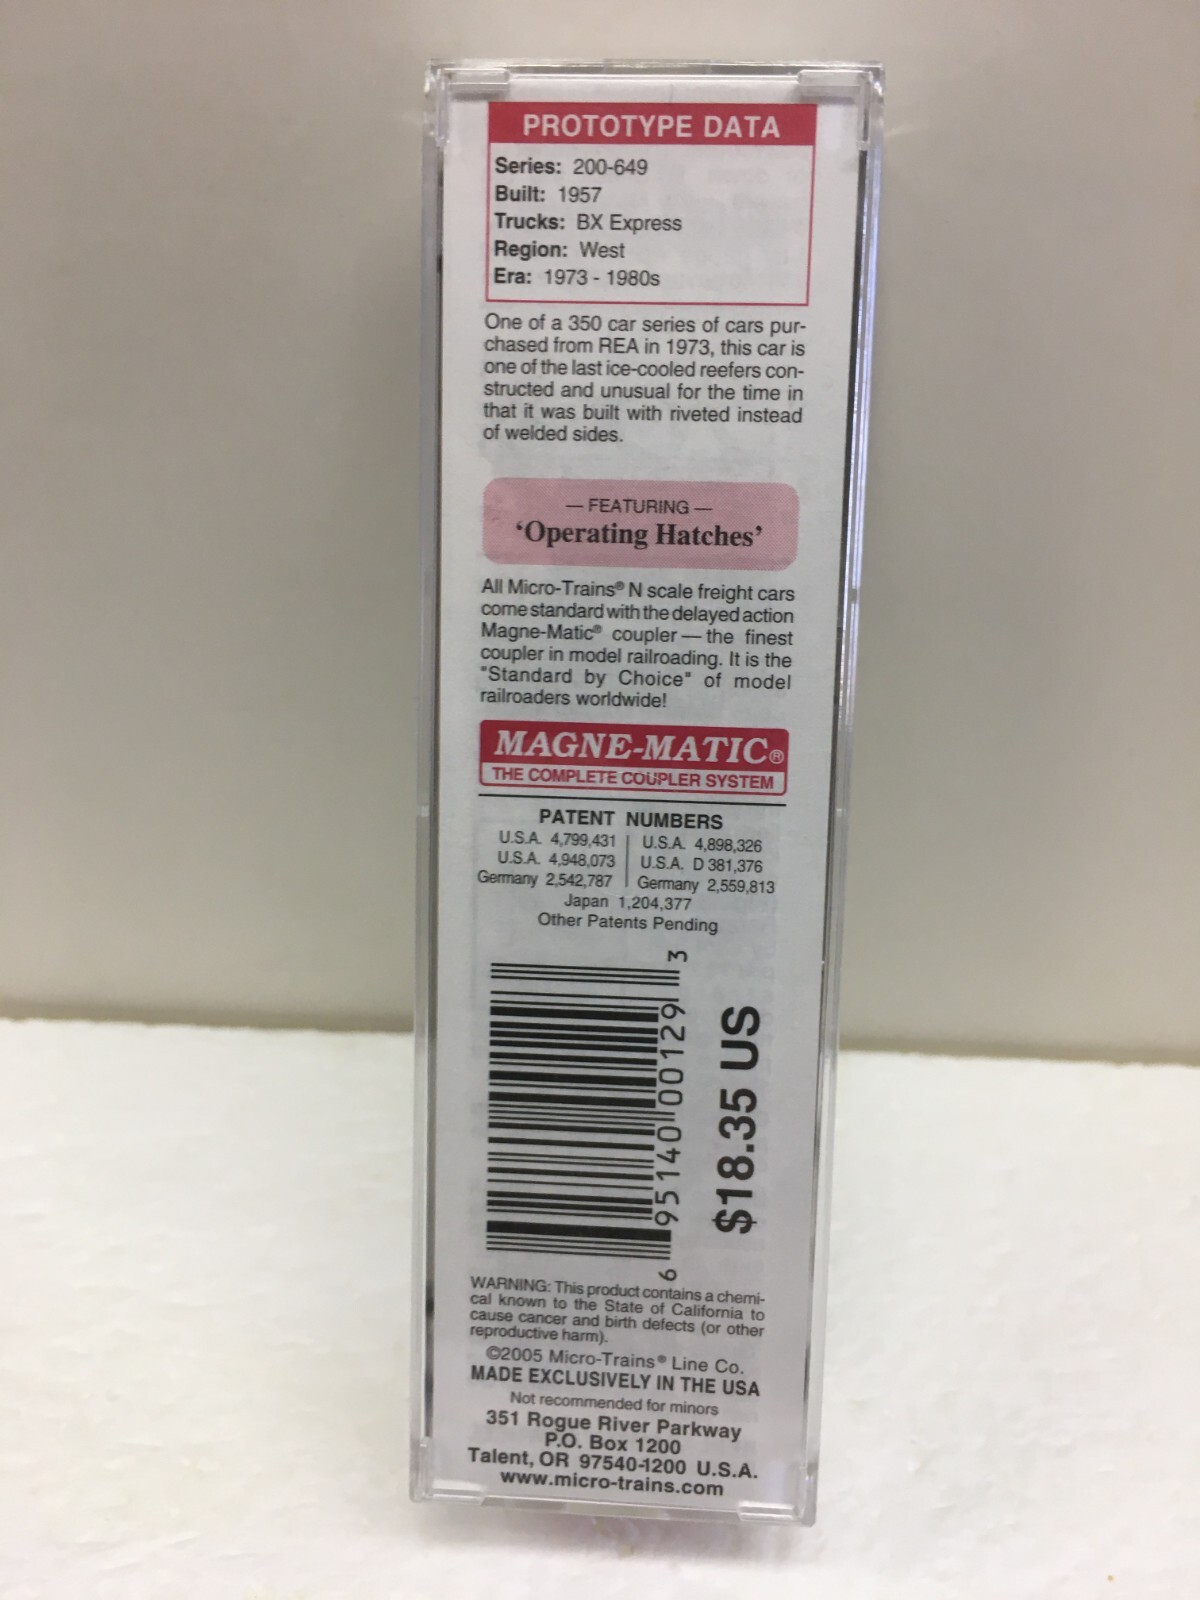 PROTOTYPE DATA
Series: 200-649
Built: 1957
Trucks: BX Express
Region: West
Era: 1973 - 1980s
One of a 350 car series of cars pur-
chased from REA in 1973, this car is
one of the last ice-cooled reefers con-
structed and unusual for the time in
that it was built with riveted instead
of welded sides.
— FEATURING —
‘Operating Hatches’
All Micro-Trains® N scale freight cars
come standard with the delayed action
Magne-Matic® coupler — the finest
coupler in model railroading. It is the
"Standard by Choice" of model
railroaders worldwide!
MAGNE-MATIC®
THE COMPLETE COUPLER SYSTEM
PATENT NUMBERS
U.S.A. 4,799,431 | U.S.A. 4,898,326
U.S.A. 4,948,073 | U.S.A. D 381,376
Germany 2,542,787 | Germany 2,559,813
Japan 1,204,377
Other Patents Pending
6 95140 00129 3
$18.35 US
WARNING: This product contains a chemi-
cal known to the State of California to
cause cancer and birth defects (or other
reproductive harm).
©2005 Micro-Trains® Line Co.
MADE EXCLUSIVELY IN THE USA
Not recommended for minors
351 Rogue River Parkway
P.O. Box 1200
Talent, OR 97540-1200 U.S.A.
www.micro-trains.com